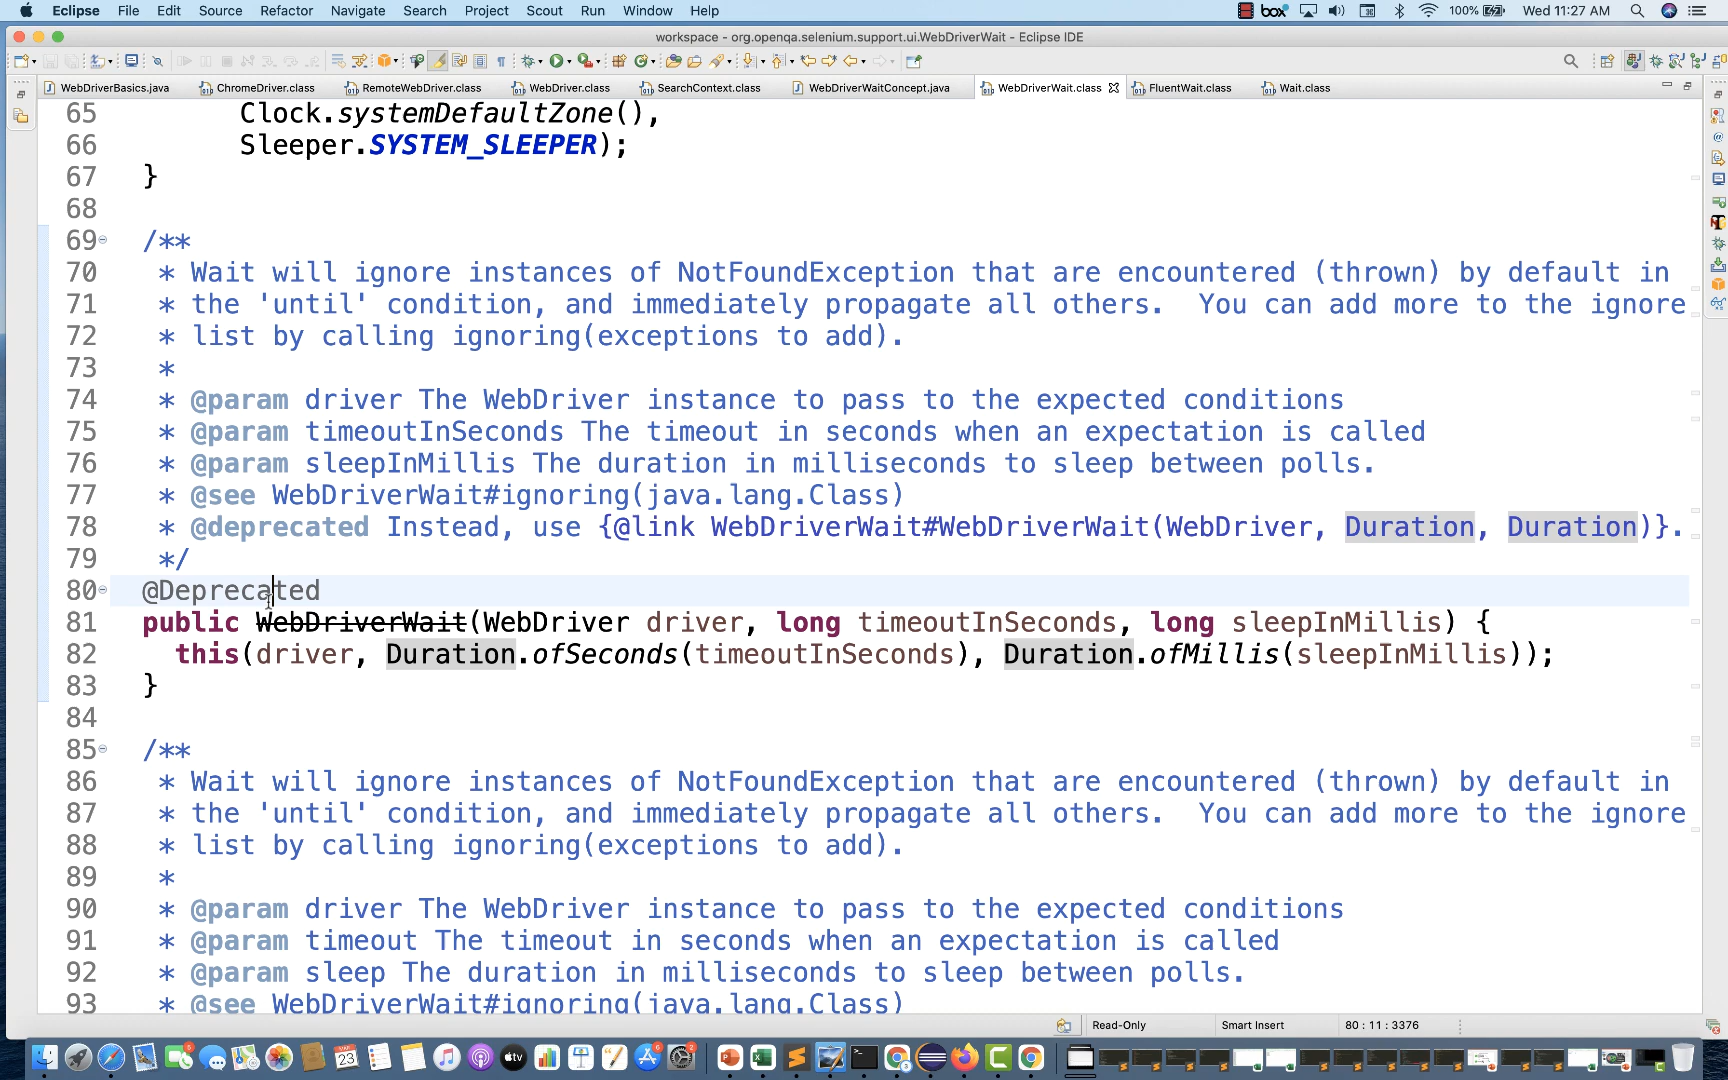 Eclipse File Edit Source Refactor Navigate Search Project Scout Run Window Help box 100% Wed 11:27 AM
workspace - org.openqa.selenium.support.ui.WebDriverWait - Eclipse IDE
WebDriverBasics.java ChromeDriver.class RemoteWebDriver.class WebDriver.class SearchContext.class WebDriverWaitConcept.java WebDriverWait.class FluentWait.class Wait.class
65 Clock.systemDefaultZone(),
66 Sleeper.SYSTEM_SLEEPER);
67 }
68
69 /**
70 * Wait will ignore instances of NotFoundException that are encountered (thrown) by default in
71 * the 'until' condition, and immediately propagate all others.  You can add more to the ignore
72 * list by calling ignoring(exceptions to add).
73 *
74 * @param driver The WebDriver instance to pass to the expected conditions
75 * @param timeoutInSeconds The timeout in seconds when an expectation is called
76 * @param sleepInMillis The duration in milliseconds to sleep between polls.
77 * @see WebDriverWait#ignoring(java.lang.Class)
78 * @deprecated Instead, use {@link WebDriverWait#WebDriverWait(WebDriver, Duration, Duration)}.
79 */
80 @Deprecated
81 public WebDriverWait(WebDriver driver, long timeoutInSeconds, long sleepInMillis) {
82 this(driver, Duration.ofSeconds(timeoutInSeconds), Duration.ofMillis(sleepInMillis));
83 }
84
85 /**
86 * Wait will ignore instances of NotFoundException that are encountered (thrown) by default in
87 * the 'until' condition, and immediately propagate all others.  You can add more to the ignore
88 * list by calling ignoring(exceptions to add).
89 *
90 * @param driver The WebDriver instance to pass to the expected conditions
91 * @param timeout The timeout in seconds when an expectation is called
92 * @param sleep The duration in milliseconds to sleep between polls.
93 * @see WebDriverWait#ignoring(java.lang.Class)
Read-Only Smart Insert 80 : 11 : 3376
23 tv